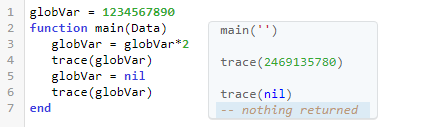 1 globVar = 1234567890
2 function main(Data)
3 globVar = globVar*2
4 trace(globVar)
5 globVar = nil
6 trace(globVar)
7 end
main('')
trace(2469135780)
trace(nil)
-- nothing returned